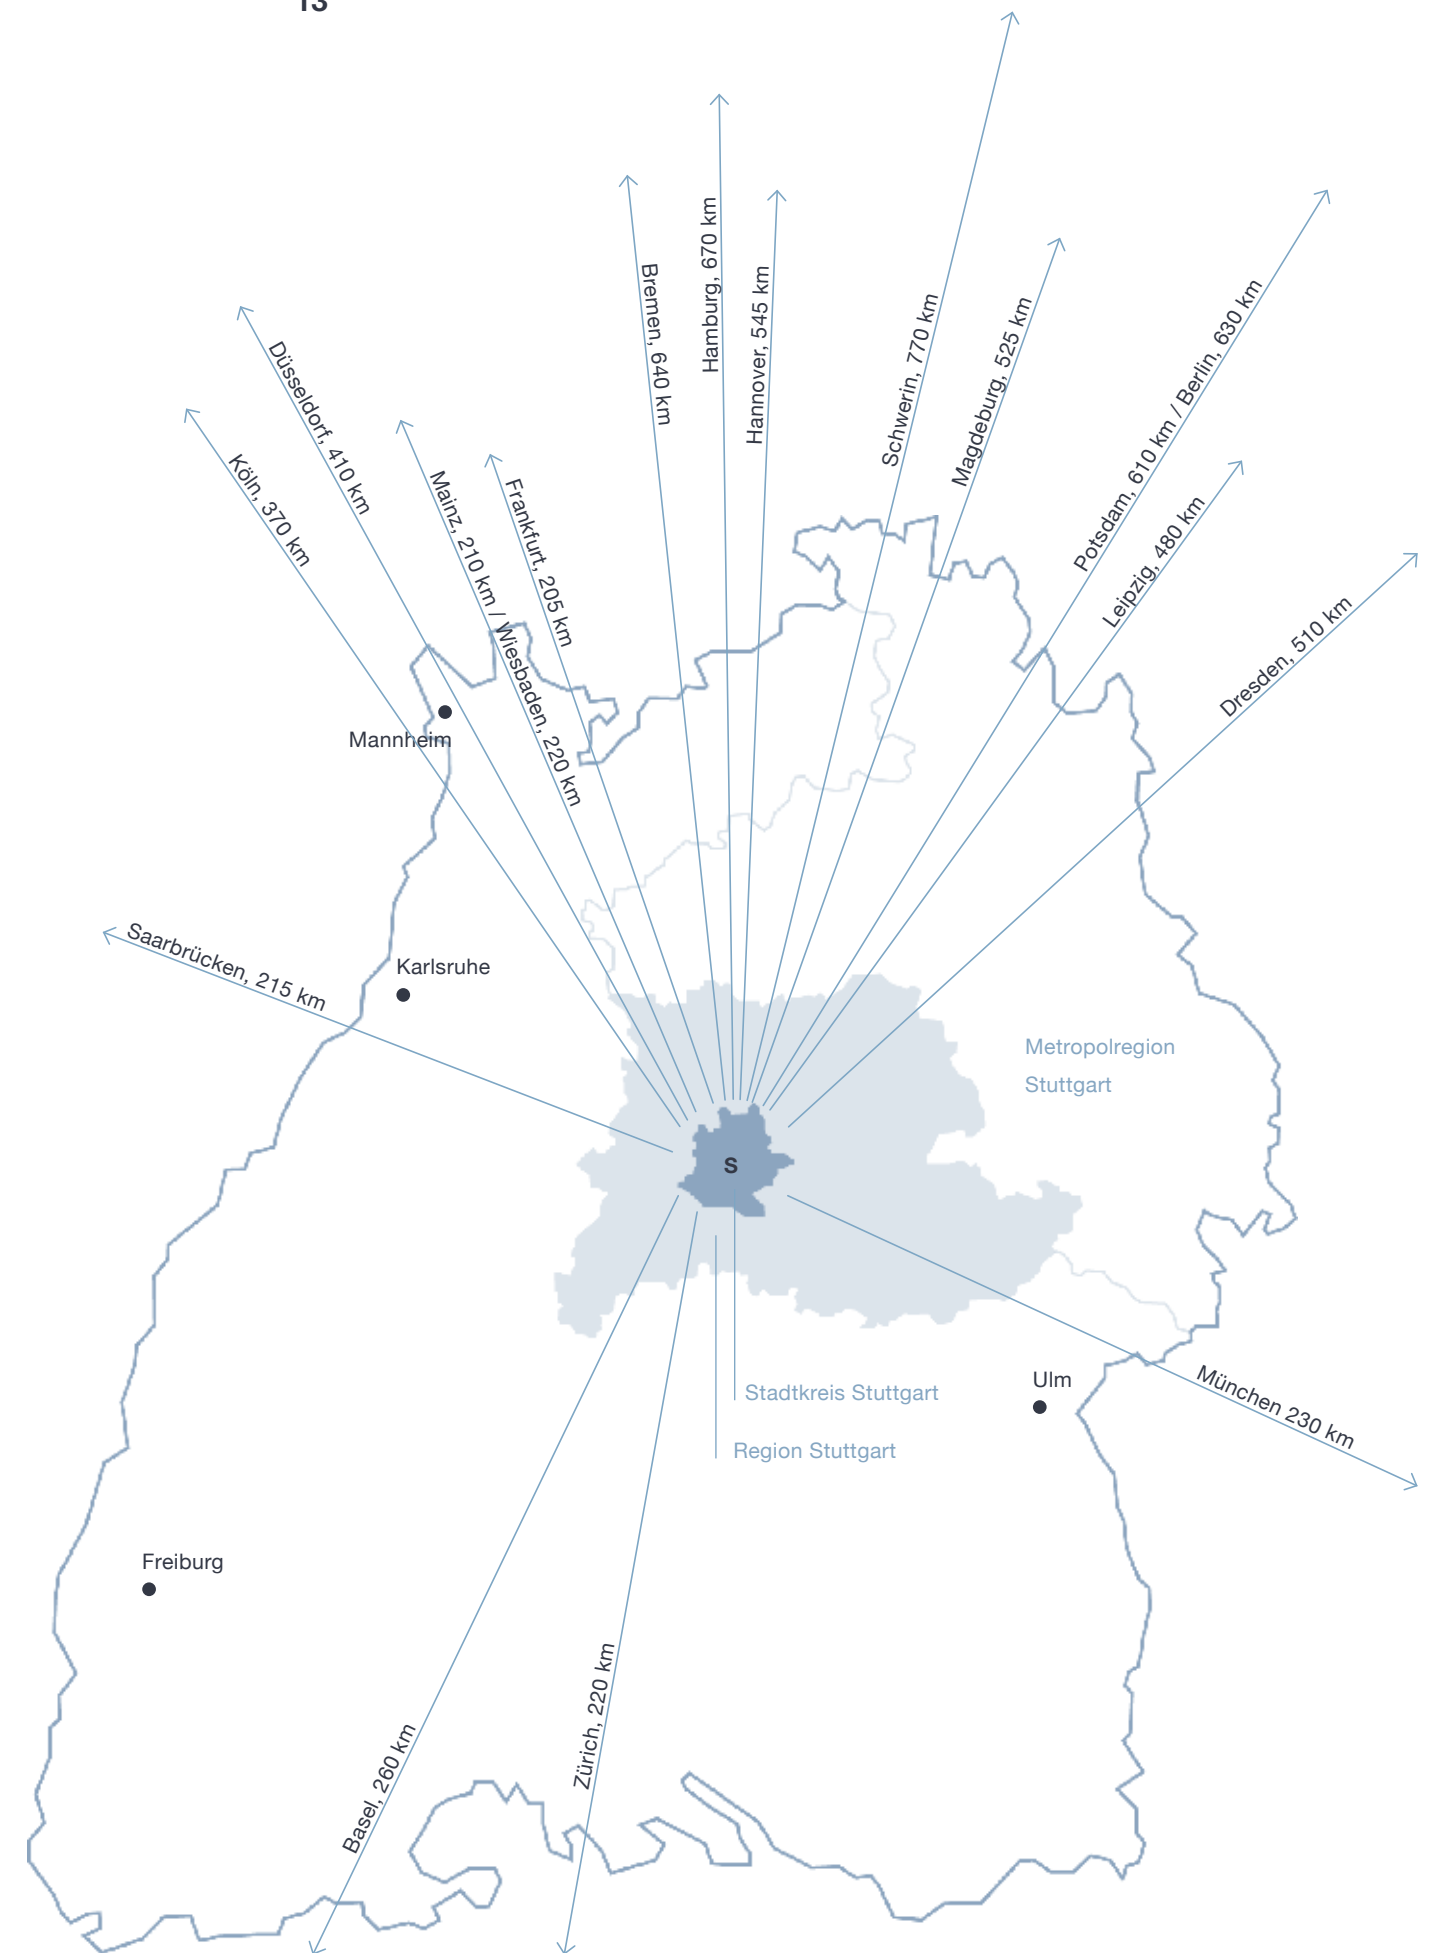 13
Bremen, 640 km
Hamburg, 670 km
Hannover, 545 km
Schwerin, 770 km
Magdeburg, 525 km
Potsdam, 610 km / Berlin, 630 km
Düsseldorf, 410 km
Köln, 370 km
Mainz, 210 km / Wiesbaden, 220 km
Frankfurt, 205 km
Leipzig, 480 km
Dresden, 510 km
Mannheim
Saarbrücken, 215 km
Karlsruhe
Metropolregion
Stuttgart
S
Ulm
München 230 km
Stadtkreis Stuttgart
Region Stuttgart
Freiburg
Zürich, 220 km
Basel, 260 km